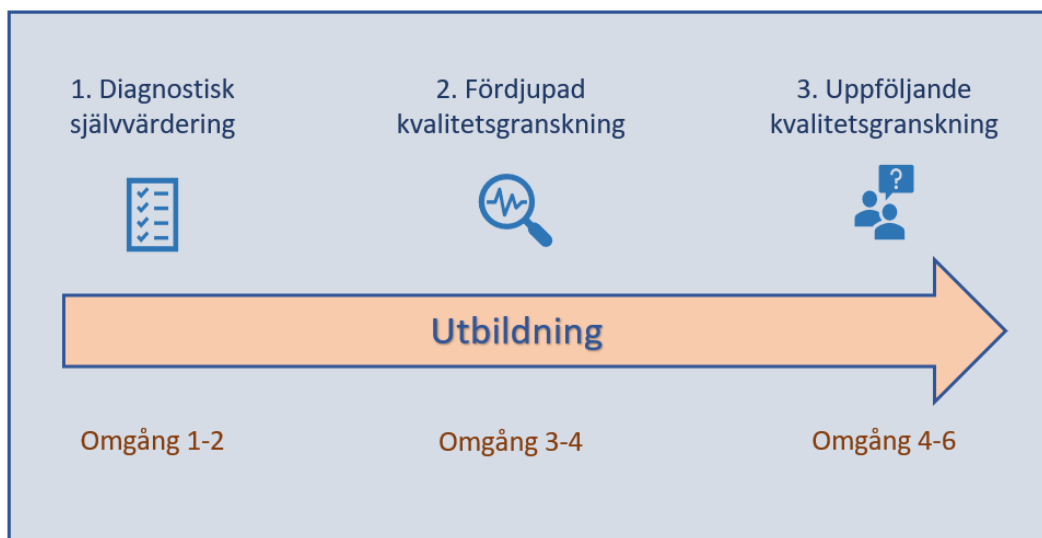 1. Diagnostisk
självvärdering
2. Fördjupad
kvalitetsgranskning
3. Uppföljande
kvalitetsgranskning
?
Utbildning
Omgång 1-2
Omgång 3-4
Omgång 4-6